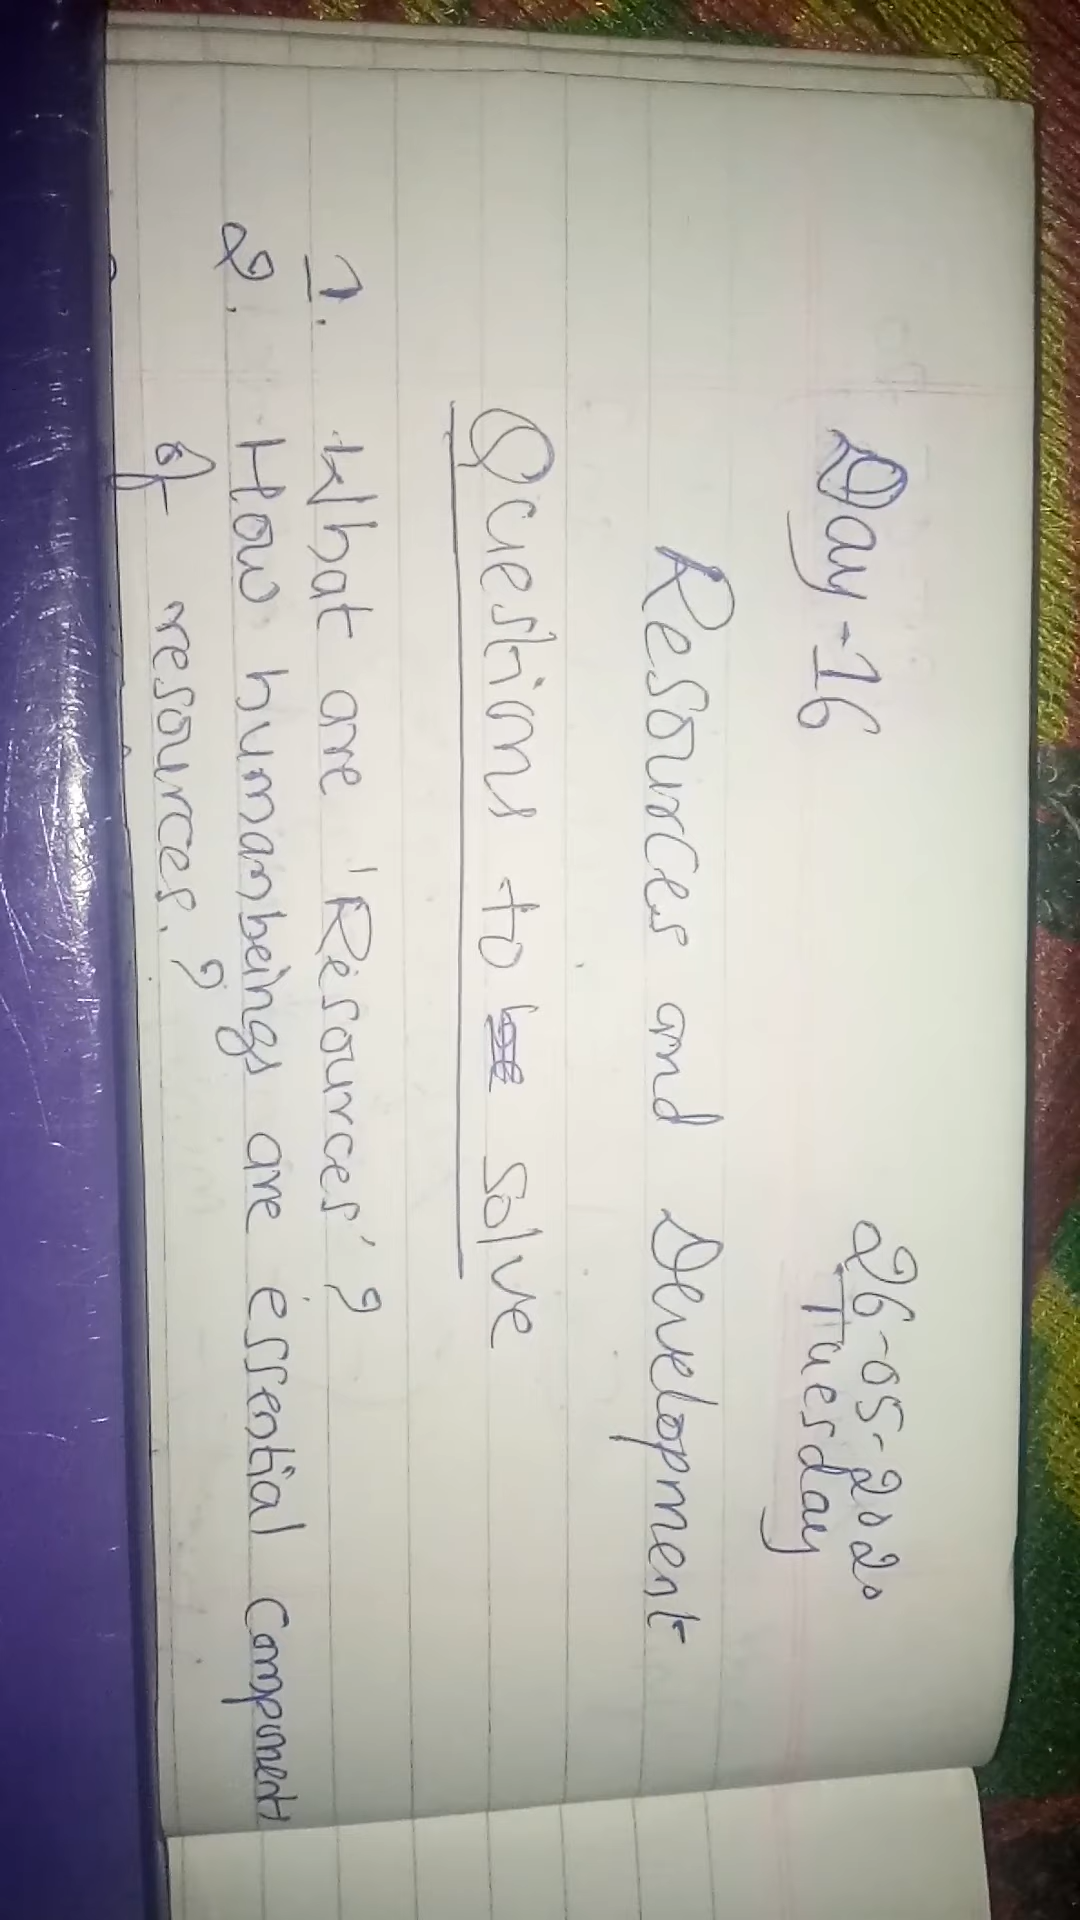 Day-16
26-05-2020
Tuesday
Resources and Development
Questions to solve
1. What are 'Resources'?
2. How humanbeings are essential Component
of resources.?